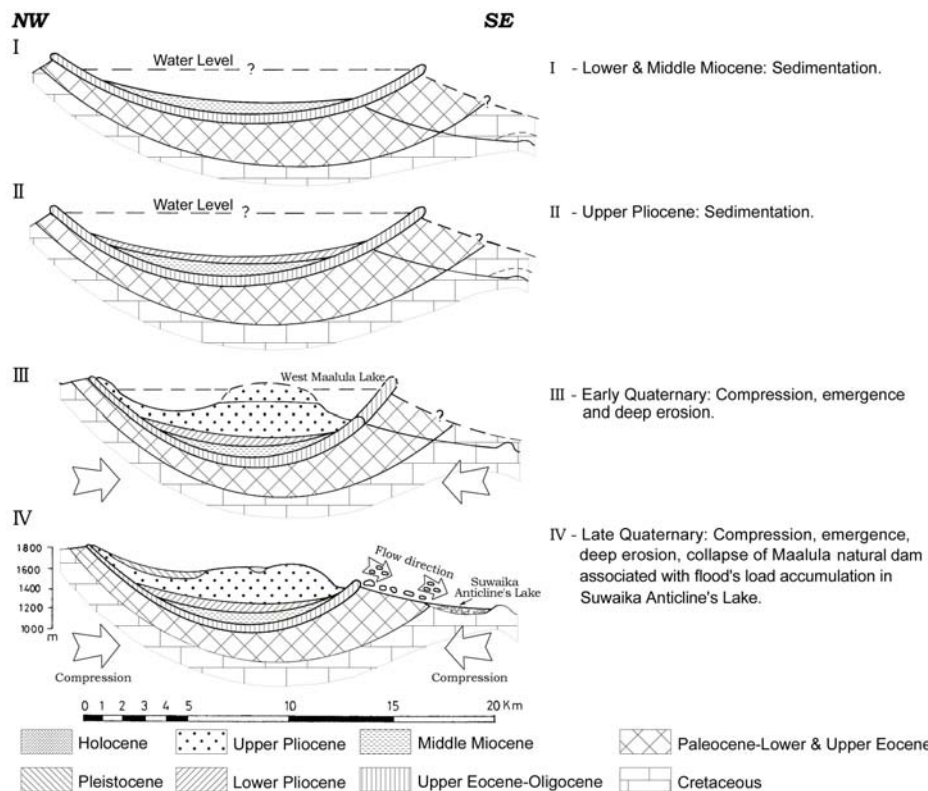 NW
SE
I
Water Level
?
?
I - Lower & Middle Miocene: Sedimentation.
II
Water Level
?
?
II - Upper Pliocene: Sedimentation.
III
West Maalula Lake
?
III - Early Quaternary: Compression, emergence
and deep erosion.
IV
1800
1600
1400
1200
1000
m
Flow direction
Suwaika
Anticline's Lake
IV - Late Quaternary: Compression, emergence,
deep erosion, collapse of Maalula natural dam
associated with flood's load accumulation in
Suwaika Anticline's Lake.
Compression
Compression
0 1 2 3 4 5 10 15 20 Km
Holocene
Upper Pliocene
Middle Miocene
Paleocene-Lower & Upper Eocene
Pleistocene
Lower Pliocene
Upper Eocene-Oligocene
Cretaceous